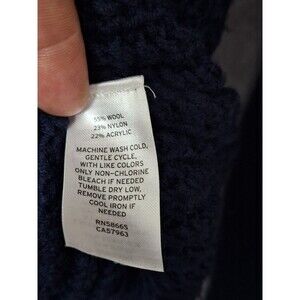 55% WOOL
23% NYLON
22% ACRYLIC
MACHINE WASH COLD,
GENTLE CYCLE,
WITH LIKE COLORS
ONLY NON-CHLORINE
BLEACH IF NEEDED
TUMBLE DRY LOW,
REMOVE PROMPTLY
COOL IRON IF
NEEDED
RN58665
CA57963